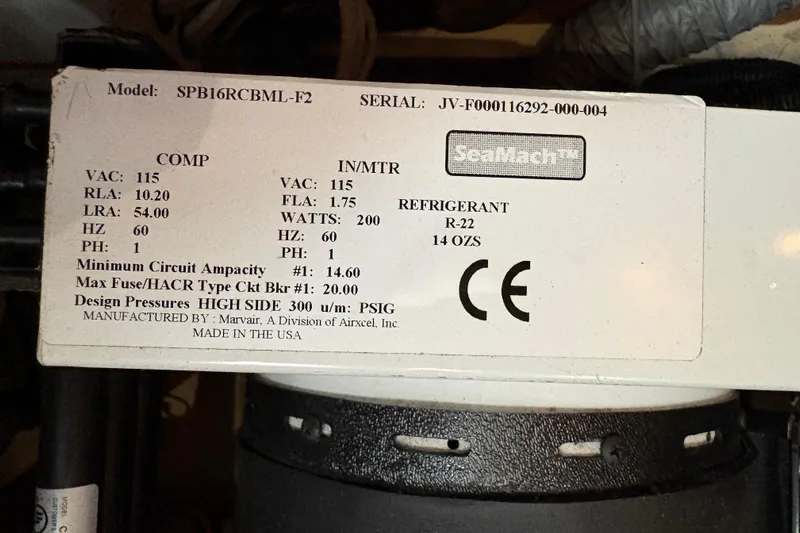 Model: SPB16RCBML-F2 SERIAL: JV-F000116292-000-004
SeaMach™
COMP
VAC: 115
RLA: 10.20
LRA: 54.00
HZ 60
PH: 1
IN/MTR
VAC: 115
FLA: 1.75
WATTS: 200
HZ: 60
PH: 1
REFRIGERANT
R-22
14 OZS
Minimum Circuit Ampacity #1: 14.60
Max Fuse/HACR Type Ckt Bkr #1: 20.00
Design Pressures HIGH SIDE 300 u/m: PSIG
MANUFACTURED BY : Marvair, A Division of Airxcel, Inc.
MADE IN THE USA
CE
MODEL